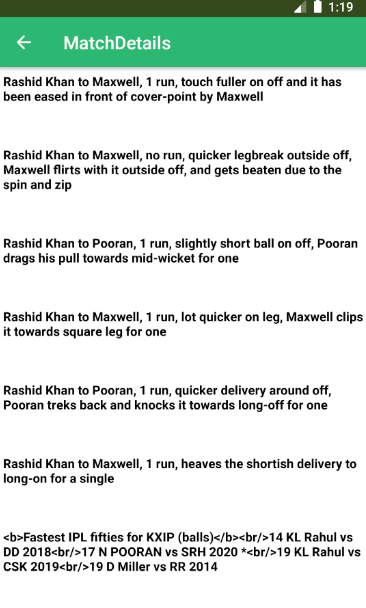 1:19
MatchDetails
Rashid Khan to Maxwell, 1 run, touch fuller on off and it has
been eased in front of cover-point by Maxwell
Rashid Khan to Maxwell, no run, quicker legbreak outside off,
Maxwell flirts with it outside off, and gets beaten due to the
spin and zip
Rashid Khan to Pooran, 1 run, slightly short ball on off, Pooran
drags his pull towards mid-wicket for one
Rashid Khan to Maxwell, 1 run, lot quicker on leg, Maxwell clips
it towards square leg for one
Rashid Khan to Pooran, 1 run, quicker delivery around off,
Pooran treks back and knocks it towards long-off for one
Rashid Khan to Maxwell, 1 run, heaves the shortish delivery to
long-on for a single
<b>Fastest IPL fifties for KXIP (balls)</b><br/>14 KL Rahul vs
DD 2018<br/>17 N POORAN vs SRH 2020 *<br/>19 KL Rahul vs
CSK 2019<br/>19 D Miller vs RR 2014